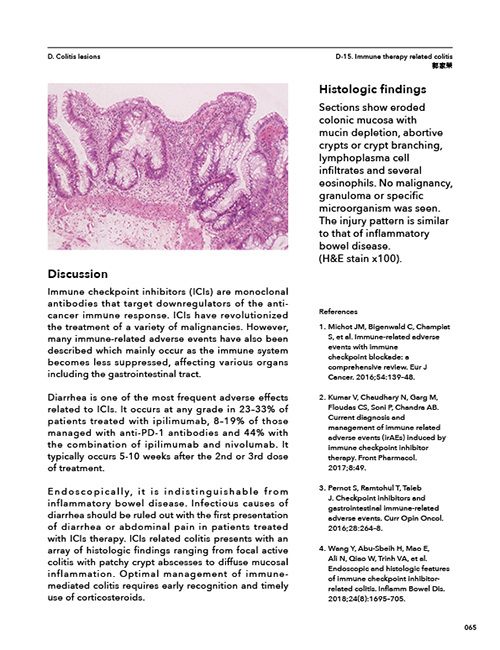 D. Colitis lesions
D-15. Immune therapy related colitis
郭家榮
Histologic findings
Sections show eroded
colonic mucosa with
mucin depletion, abortive
crypts or crypt branching,
lymphoplasma cell
infiltrates and several
eosinophils. No malignancy,
granuloma or specific
microorganism was seen.
The injury pattern is similar
to that of inflammatory
bowel disease.
(H&E stain x100).
Discussion
Immune checkpoint inhibitors (ICIs) are monoclonal
antibodies that target downregulators of the anti-
cancer immune response. ICIs have revolutionized
the treatment of a variety of malignancies. However,
many immune-related adverse events have also been
described which mainly occur as the immune system
becomes less suppressed, affecting various organs
including the gastrointestinal tract.
Diarrhea is one of the most frequent adverse effects
related to ICIs. It occurs at any grade in 23–33% of
patients treated with ipilimumab, 8–19% of those
managed with anti-PD-1 antibodies and 44% with
the combination of ipilimumab and nivolumab. It
typically occurs 5-10 weeks after the 2nd or 3rd dose
of treatment.
Endoscopically, it is indistinguishable from
inflammatory bowel disease. Infectious causes of
diarrhea should be ruled out with the first presentation
of diarrhea or abdominal pain in patients treated
with ICIs therapy. ICIs related colitis presents with an
array of histologic findings ranging from focal active
colitis with patchy crypt abscesses to diffuse mucosal
inflammation. Optimal management of immune-
mediated colitis requires early recognition and timely
use of corticosteroids.
References
1. Michot JM, Bigenwald C, Champiat
S, et al. Immune-related adverse
events with immune
checkpoint blockade: a
comprehensive review. Eur J
Cancer. 2016;54:139–48.
2. Kumar V, Chaudhary N, Garg M,
Floudas CS, Soni P, Chandra AB.
Current diagnosis and
management of immune related
adverse events (irAEs) induced by
immune checkpoint inhibitor
therapy. Front Pharmacol.
2017;8:49.
3. Pernot S, Ramtohul T, Taieb
J. Checkpoint inhibitors and
gastrointestinal immune-related
adverse events. Curr Opin Oncol.
2016;28:264–8.
4. Wang Y, Abu-Sbeih H, Mao E,
Ali N, Qiao W, Trinh VA, et al.
Endoscopic and histologic features
of immune checkpoint inhibitor-
related colitis. Inflamm Bowel Dis.
2018;24(8):1695–705.
065